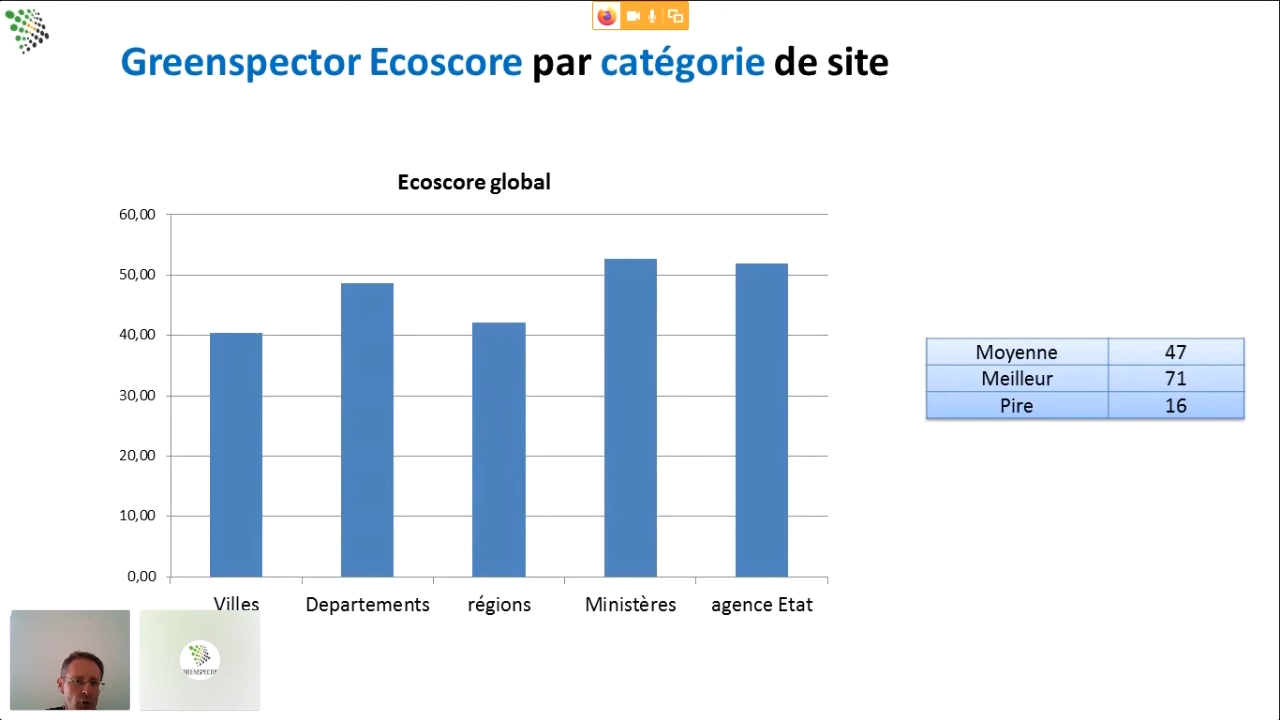 Greenspector Ecoscore par catégorie de site
Ecoscore global
60,00
50,00
40,00
30,00
20,00
10,00
0,00
Villes
Departements
régions
Ministères
agence Etat
Moyenne 47
Meilleur 71
Pire 16